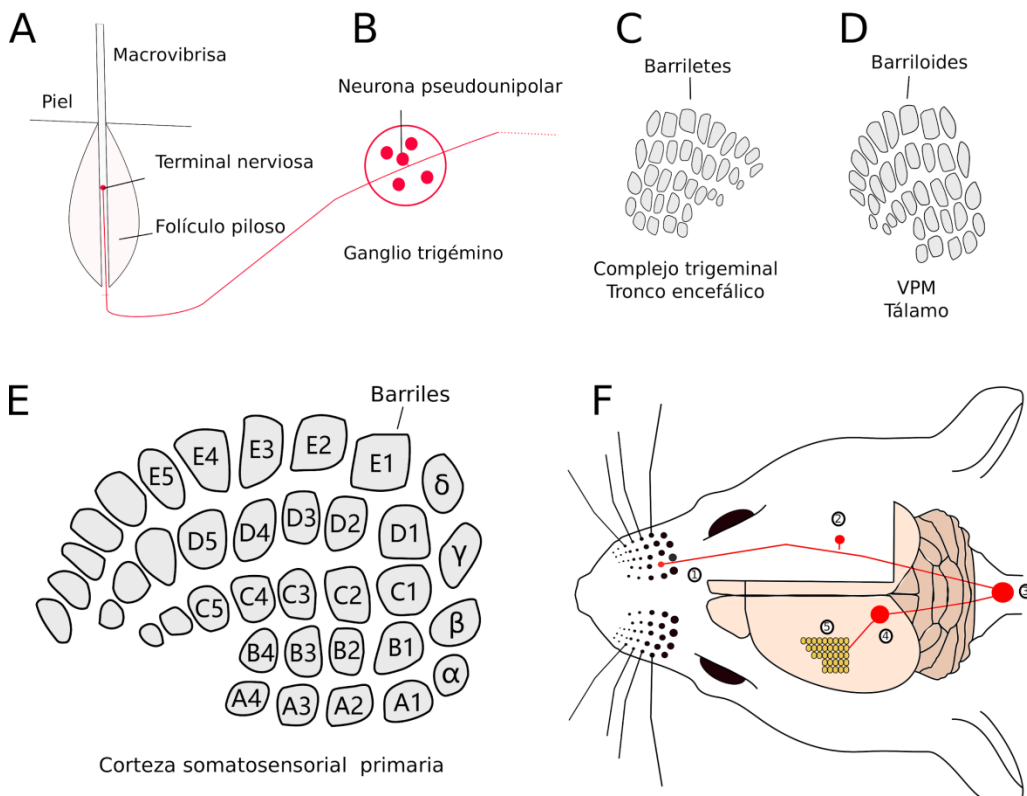 A
Macrovibrisa
Piel
Terminal nerviosa
Folículo piloso
B
Neurona pseudounipolar
Ganglio trigémino
C
Barriletes
Complejo trigeminal
Tronco encefálico
D
Barriloides
VPM
Tálamo
E
Barriles
E5 E4 E3 E2 E1 δ
D5 D4 D3 D2 D1 γ
C5 C4 C3 C2 C1 β
B4 B3 B2 B1 α
A4 A3 A2 A1
Corteza somatosensorial primaria
F
①
②
③
④
⑤